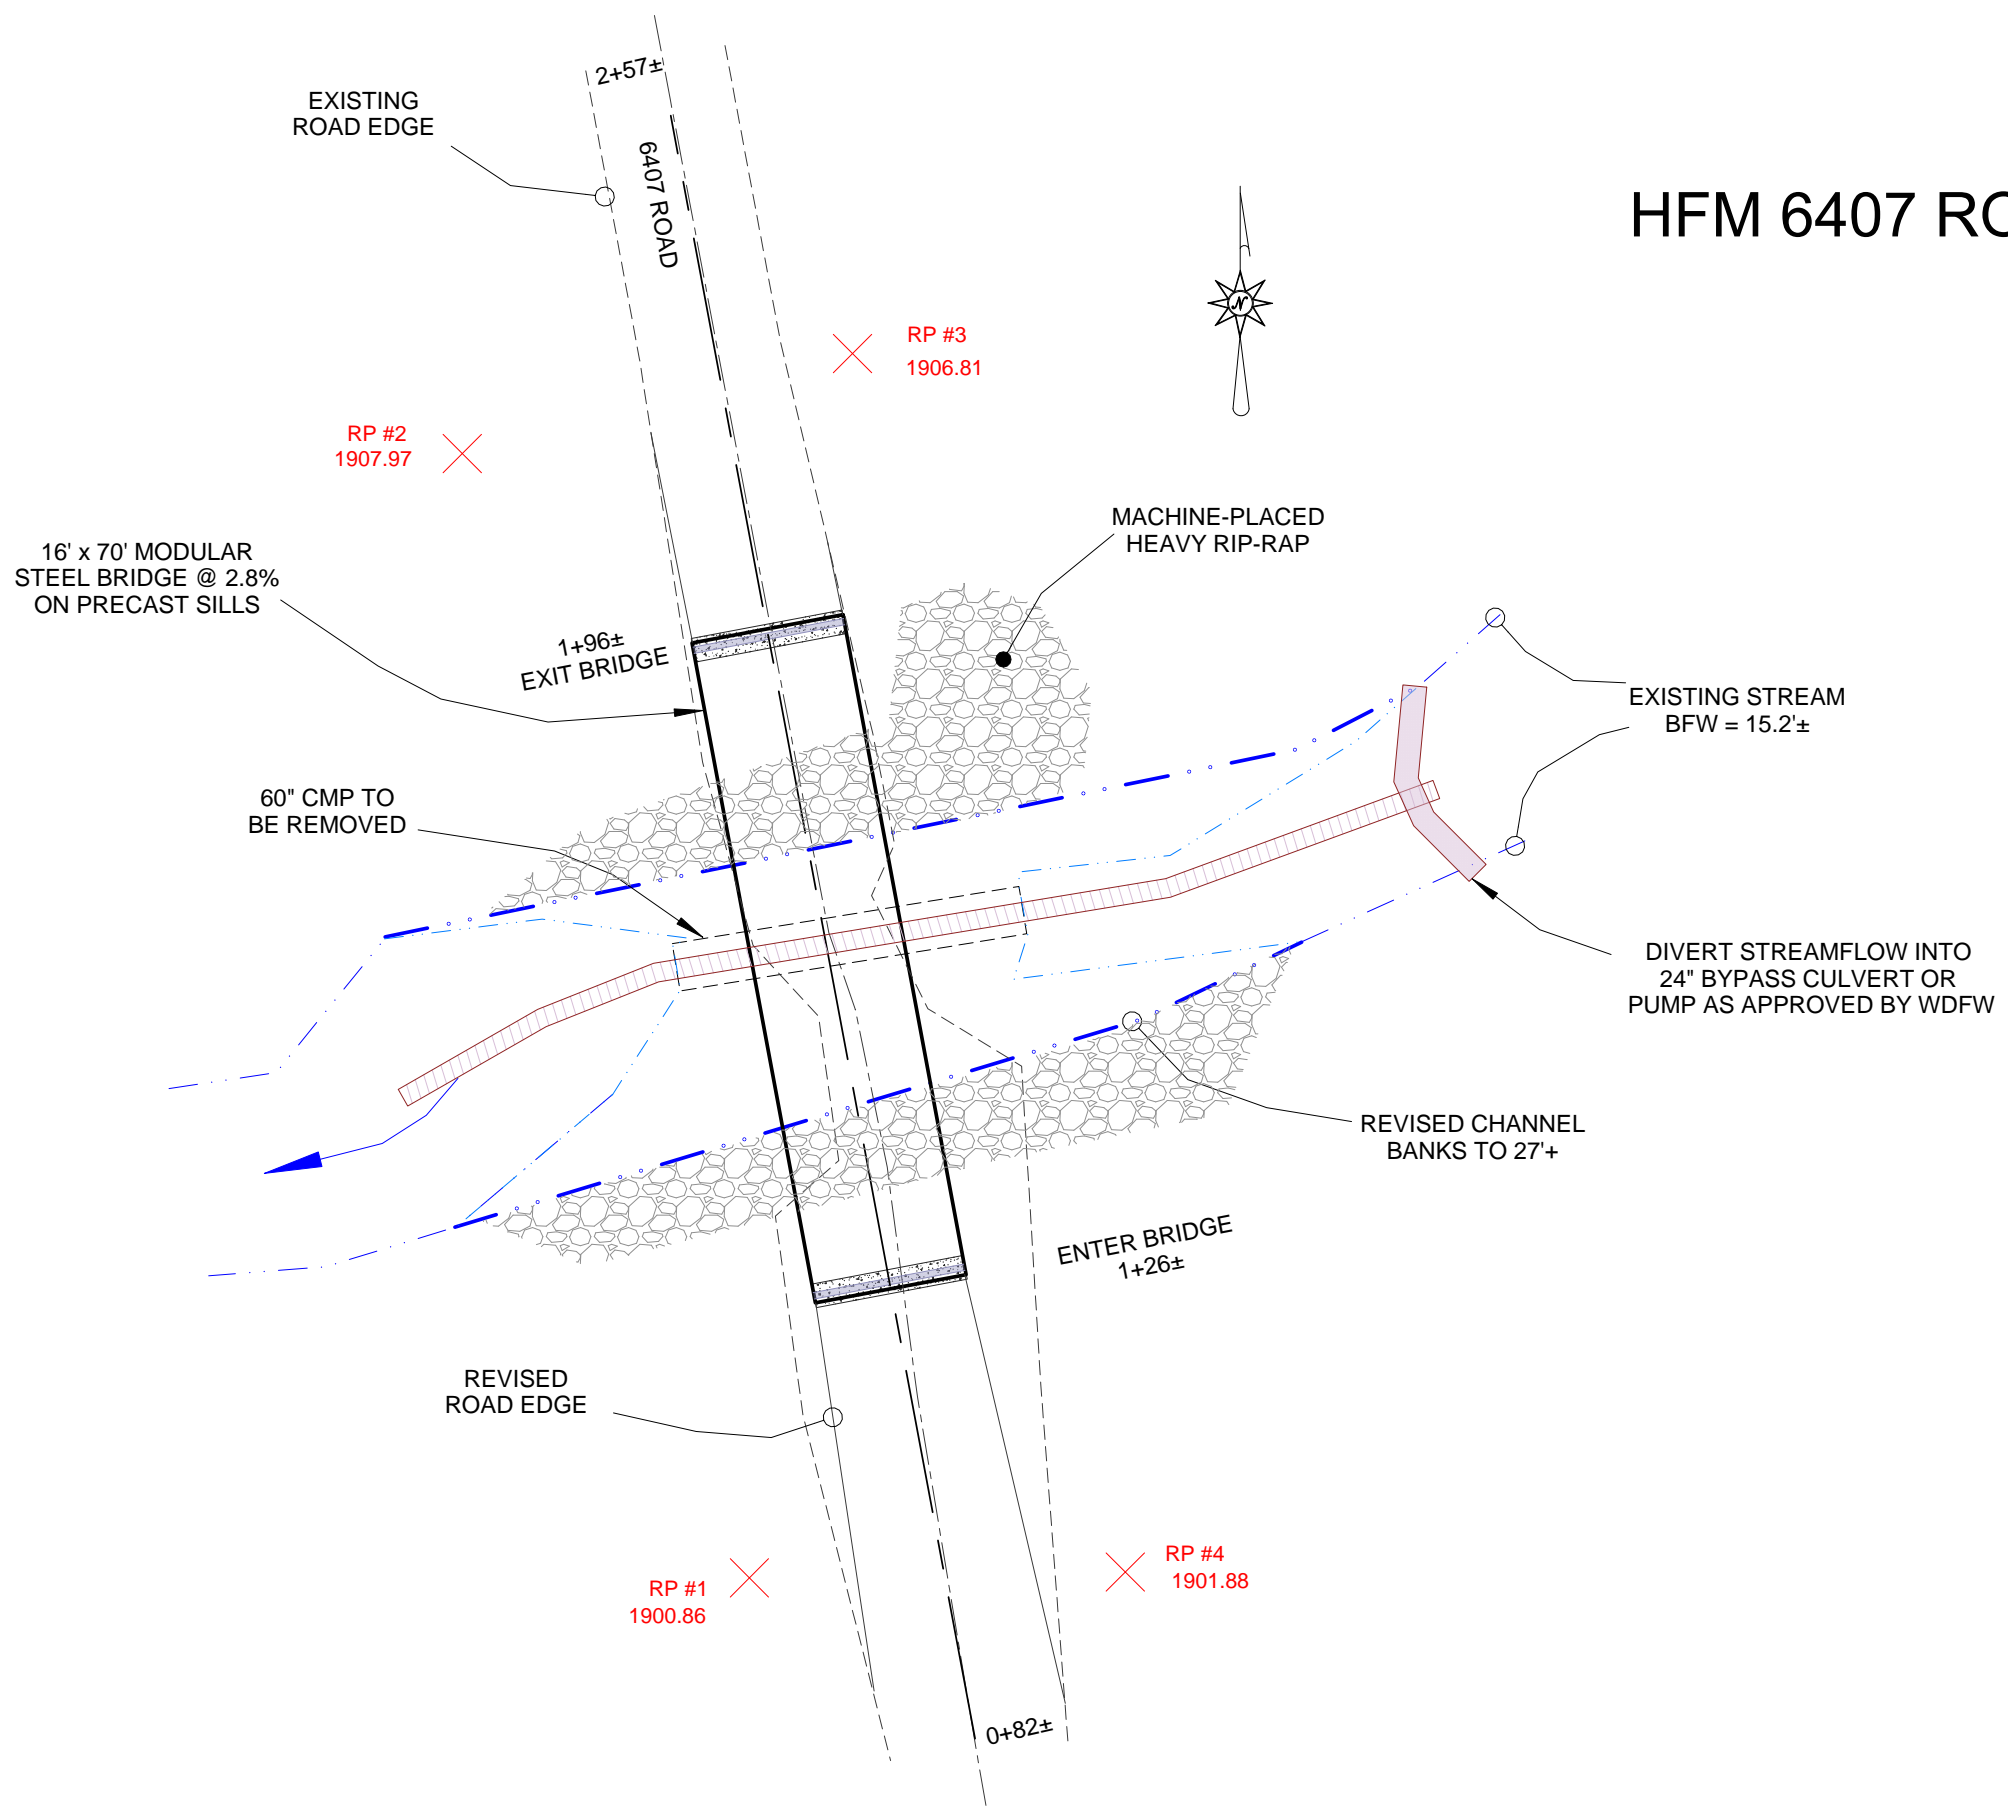 2+57±
EXISTING
ROAD EDGE
6407 ROAD
HFM 6407
RP #3
1906.81
N
RP #2
1907.97
MACHINE-PLACED
HEAVY RIP-RAP
16' x 70' MODULAR
STEEL BRIDGE @ 2.8%
ON PRECAST SILLS
1+96±
EXIT BRIDGE
EXISTING STREAM
BFW = 15.2'±
60" CMP TO
BE REMOVED
DIVERT STREAMFLOW INTO
24" BYPASS CULVERT OR
PUMP AS APPROVED BY WDFW
REVISED CHANNEL
BANKS TO 27'+
ENTER BRIDGE
1+26±
REVISED
ROAD EDGE
RP #4
1901.88
RP #1
1900.86
0+82±